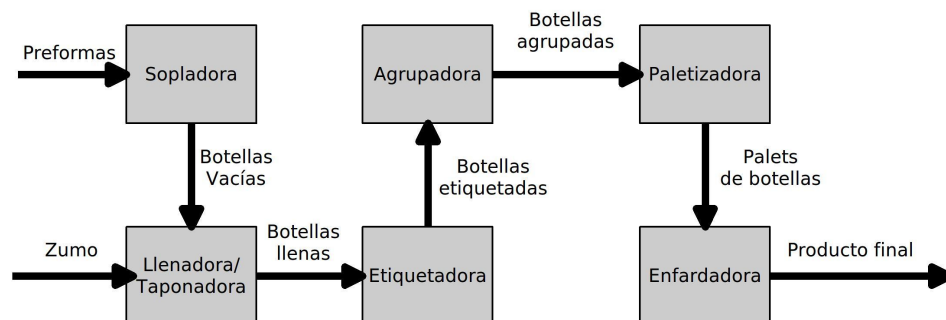 Preformas
Sopladora
Botellas
Vacías
Zumo
Llenadora/
Taponadora
Botellas
llenas
Etiquetadora
Botellas
etiquetadas
Agrupadora
Botellas
agrupadas
Paletizadora
Palets
de botellas
Enfardadora
Producto final